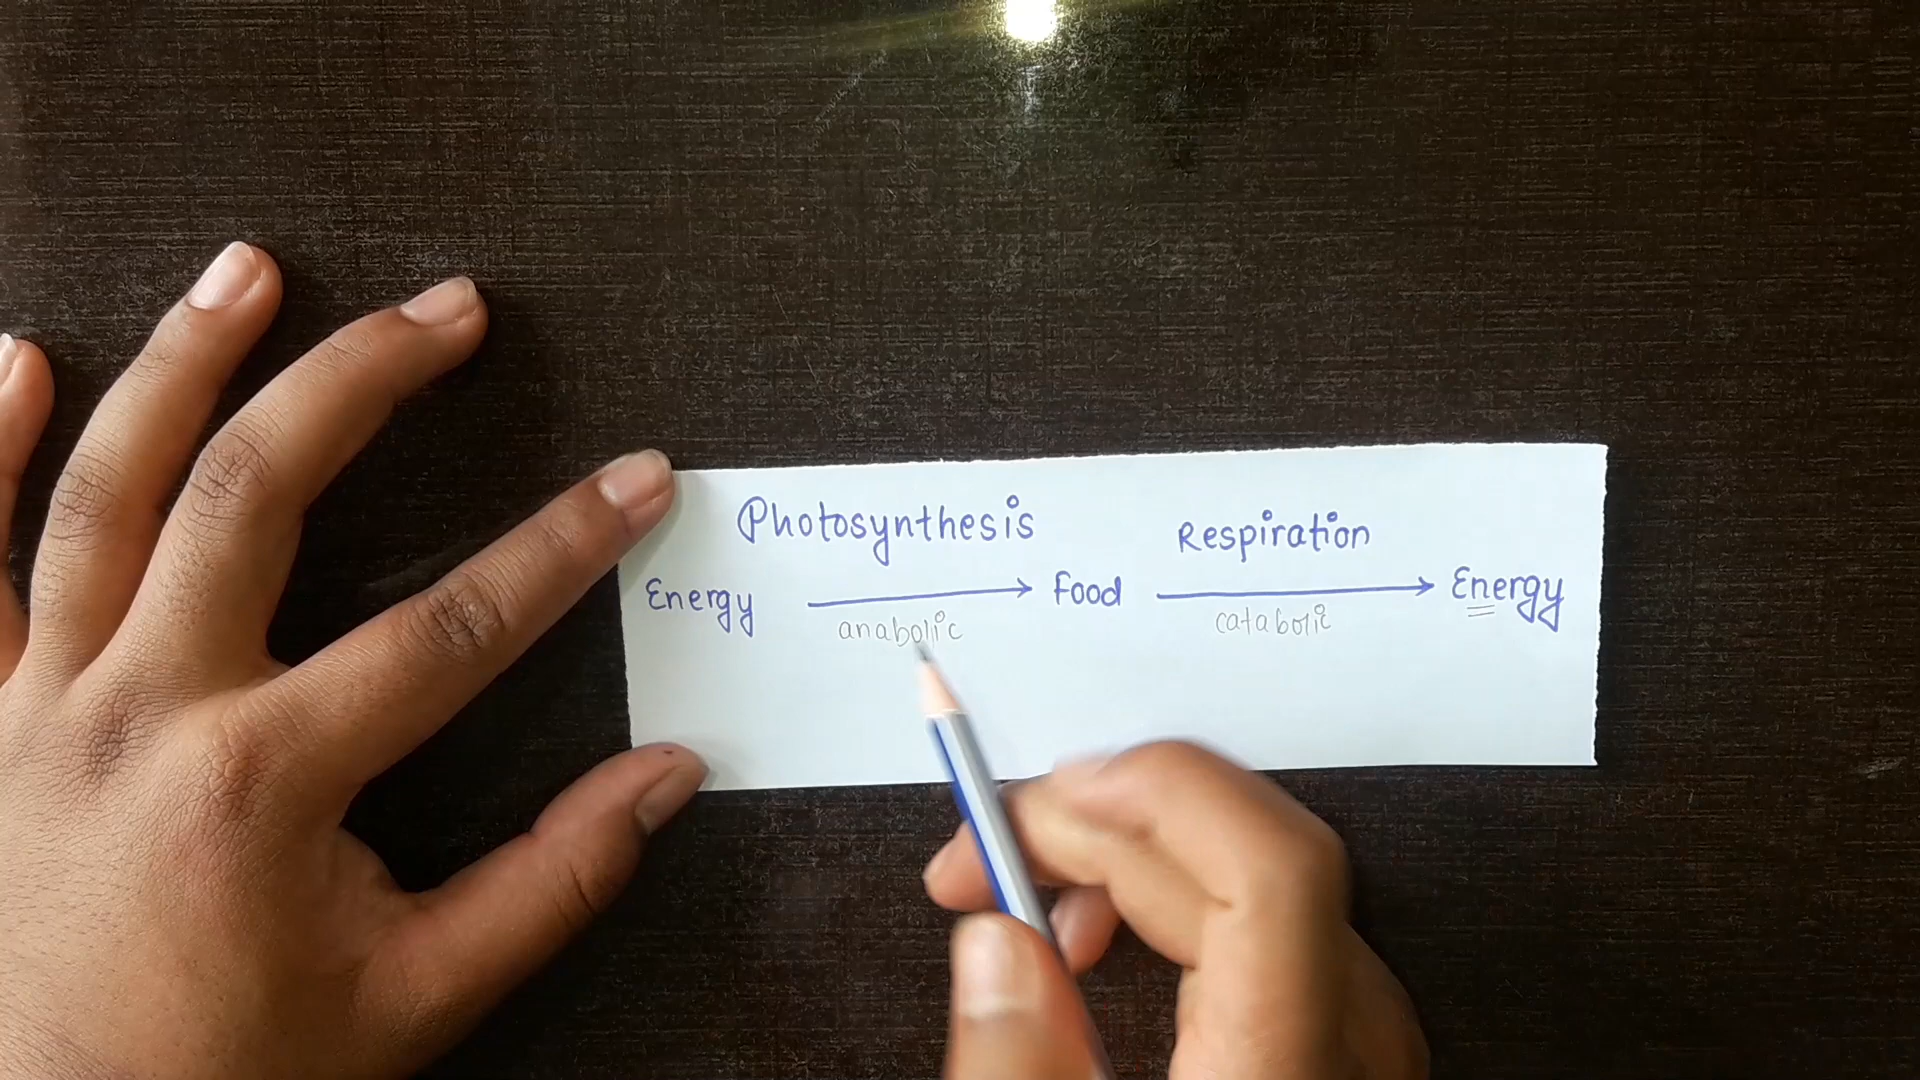 Photosynthesis Respiration
Energy → Food → Energy
anabolic catabolic